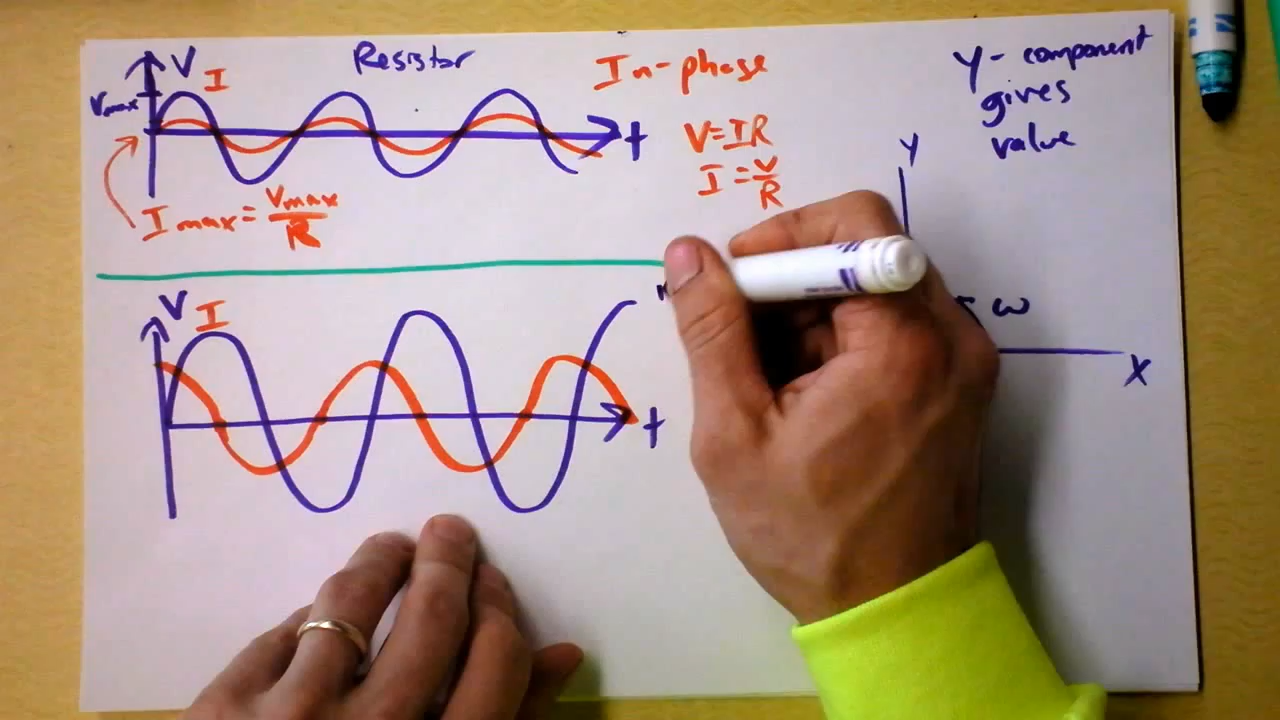 V
I
Resistor
In-phase
Vmax
t
V=IR
I = V/R
Imax = Vmax/R
Y-component
gives
value
Y
V
I
t
ω
X